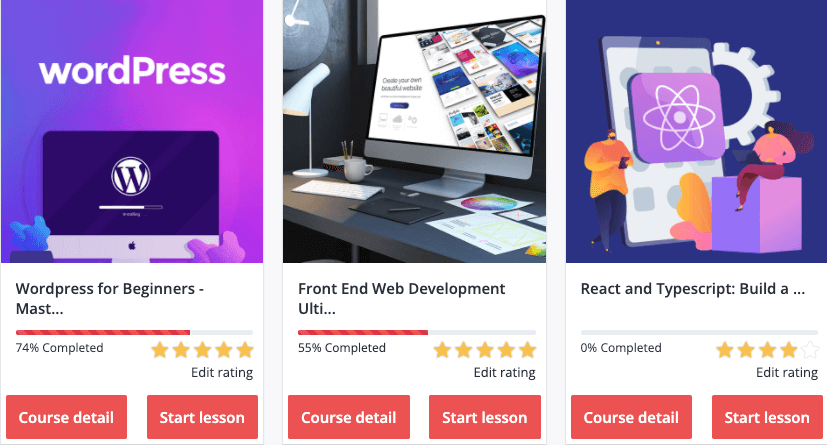 wordPress
Installing
Create your own
beautiful website
Wordpress for Beginners -
Mast...
74% Completed
Edit rating
Course detail
Start lesson
Front End Web Development
Ulti...
55% Completed
Edit rating
Course detail
Start lesson
React and Typescript: Build a ...
0% Completed
Edit rating
Course detail
Start lesson